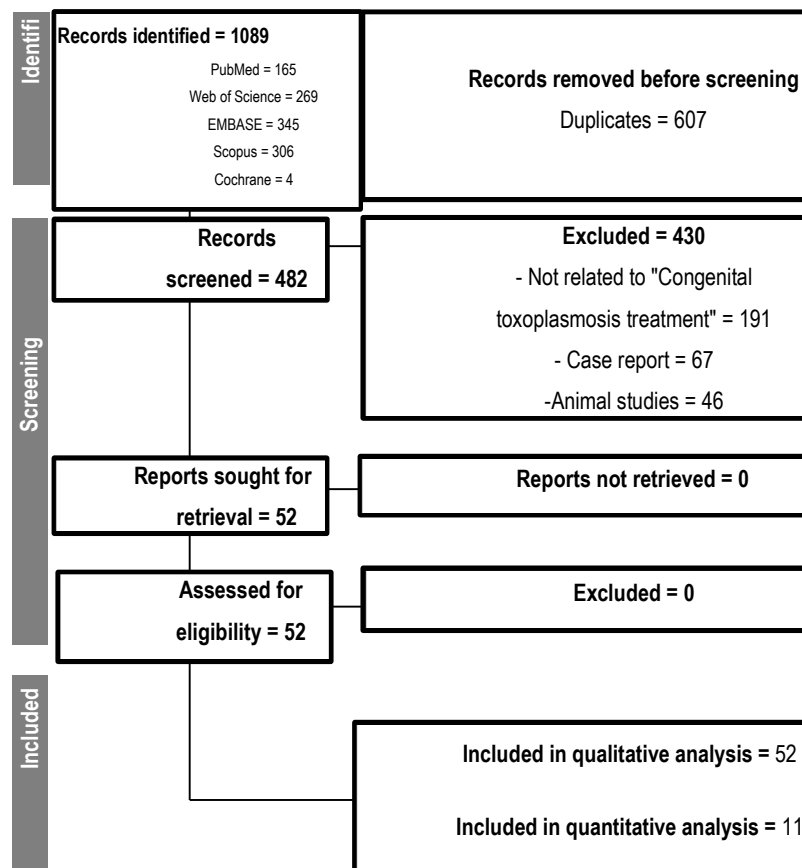 Identifi
Records identified = 1089
PubMed = 165
Web of Science = 269
EMBASE = 345
Scopus = 306
Cochrane = 4
Records removed before screening
Duplicates = 607
Screening
Records
screened = 482
Excluded = 430
- Not related to "Congenital
toxoplasmosis treatment" = 191
- Case report = 67
-Animal studies = 46
Reports sought for
retrieval = 52
Reports not retrieved = 0
Assessed for
eligibility = 52
Excluded = 0
Included
Included in qualitative analysis = 52
Included in quantitative analysis = 11